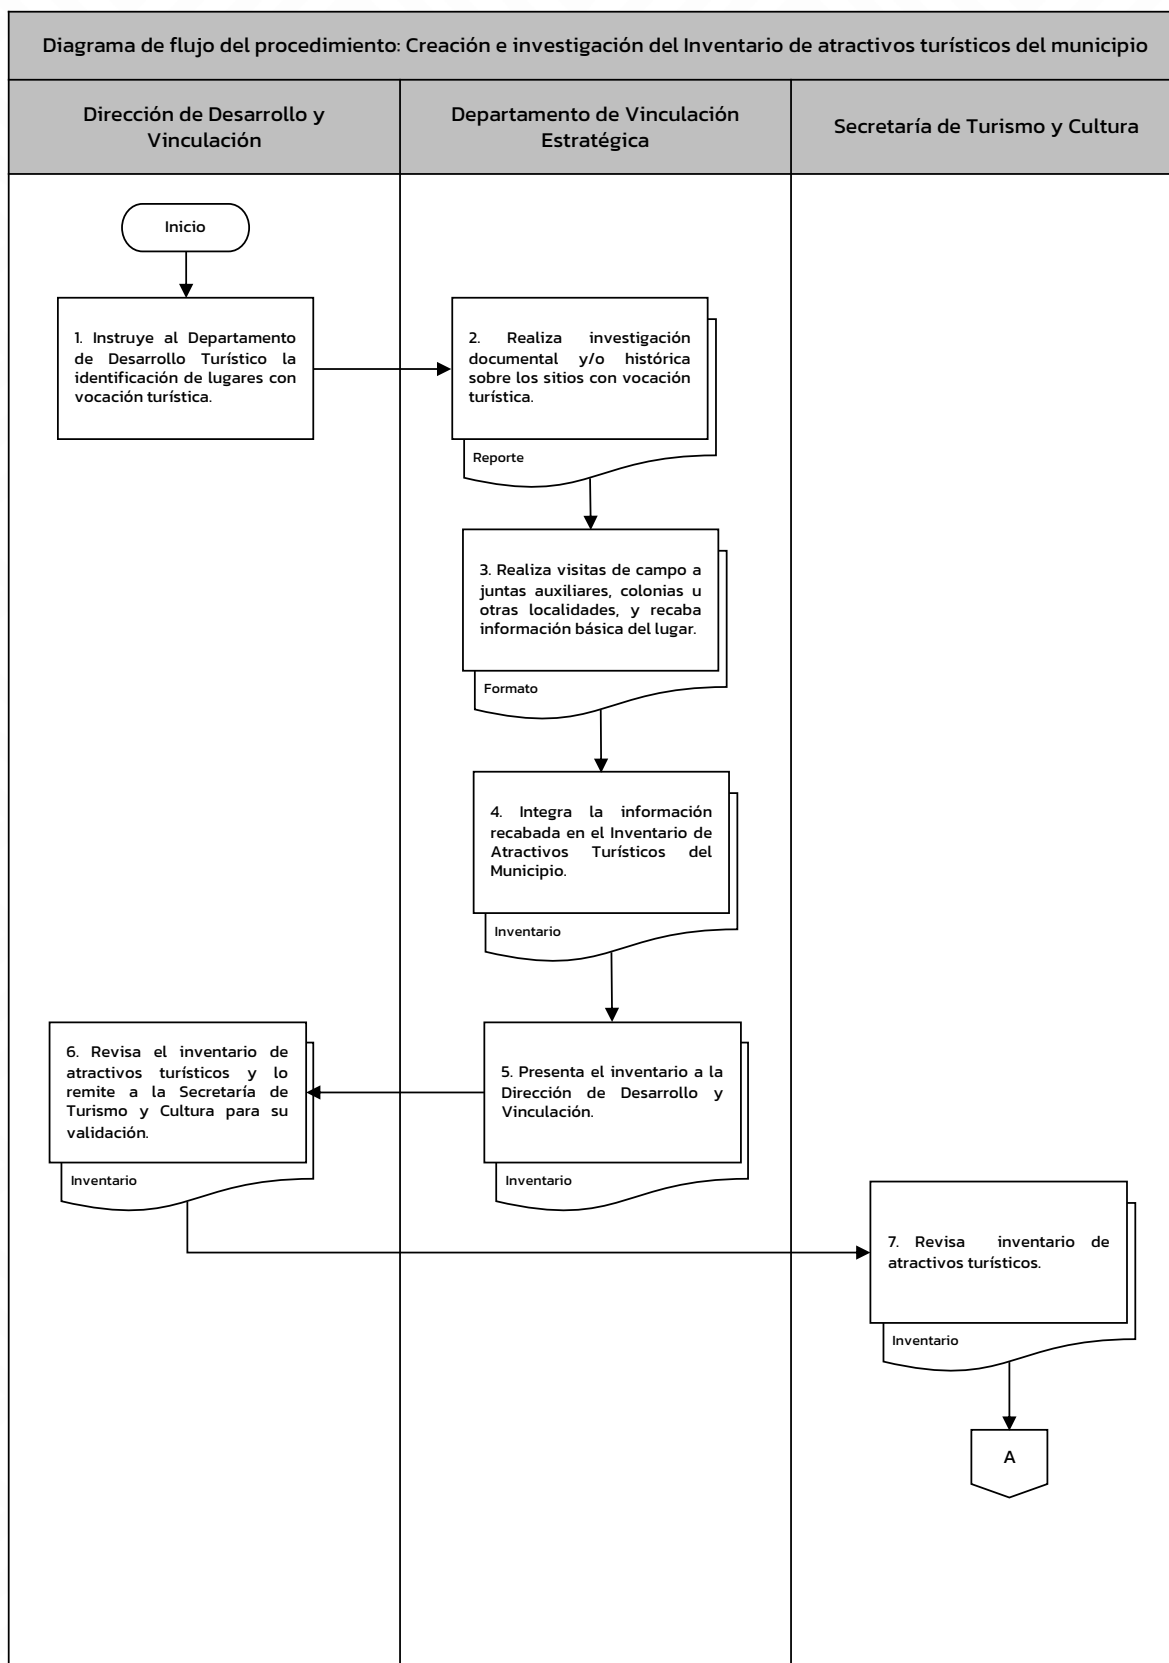 Diagrama de flujo del procedimiento: Creación e investigación del Inventario de atractivos turísticos del municipio
Dirección de Desarrollo y
Vinculación
Departamento de Vinculación
Estratégica
Secretaría de Turismo y Cultura
Inicio
1. Instruye al Departamento
de Desarrollo Turístico la
identificación de lugares con
vocación turística.
2. Realiza investigación
documental y/o histórica
sobre los sitios con vocación
turística.
Reporte
3. Realiza visitas de campo a
juntas auxiliares, colonias u
otras localidades, y recaba
información básica del lugar.
Formato
4. Integra la información
recabada en el Inventario de
Atractivos Turísticos del
Municipio.
Inventario
5. Presenta el inventario a la
Dirección de Desarrollo y
Vinculación.
Inventario
6. Revisa el inventario de
atractivos turísticos y lo
remite a la Secretaría de
Turismo y Cultura para su
validación.
Inventario
7. Revisa inventario de
atractivos turísticos.
Inventario
A